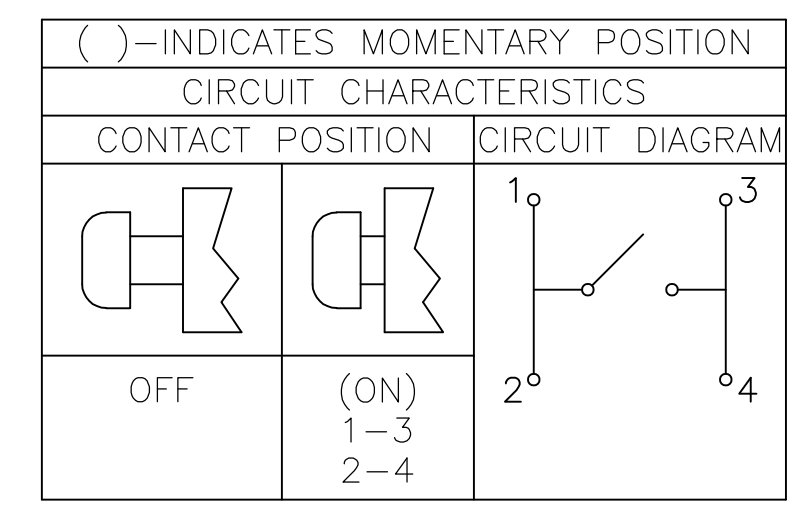 ( )-INDICATES MOMENTARY POSITION
CIRCUIT CHARACTERISTICS
CONTACT POSITION
CIRCUIT DIAGRAM
1
3
2
4
OFF
(ON)
1-3
2-4